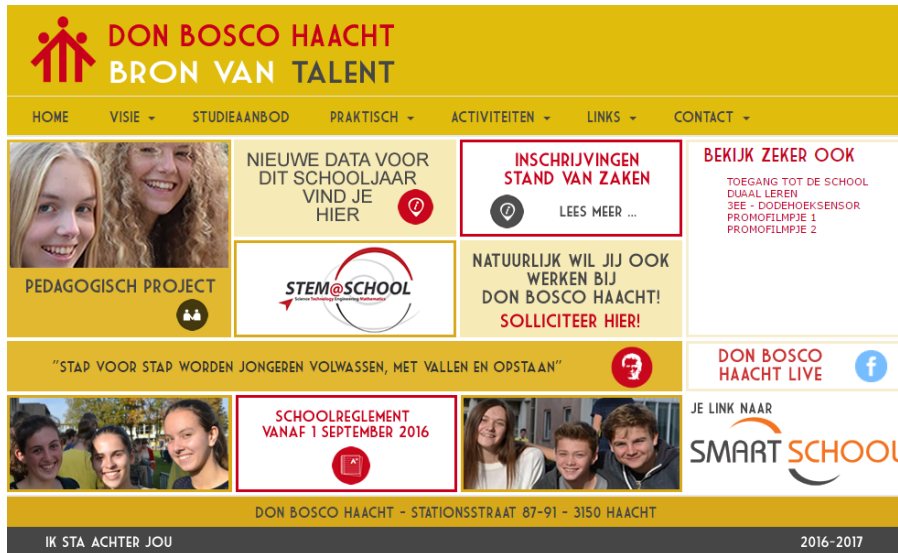 DON BOSCO HAACHT
BRON VAN TALENT
HOME VISIE STUDIEAANBOD PRAKTISCH ACTIVITEITEN LINKS CONTACT
NIEUWE DATA VOOR
DIT SCHOOLJAAR
VIND JE
HIER
INSCHRIJVINGEN
STAND VAN ZAKEN
LEES MEER ...
BEKIJK ZEKER OOK
TOEGANG TOT DE SCHOOL
DUAAL LEREN
3EE - DODEHOEKSENSOR
PROMOFILMPJE 1
PROMOFILMPJE 2
PEDAGOGISCH PROJECT
STEM@SCHOOL
Science Technology Engineering Mathematics
NATUURLIJK WIL JIJ OOK
WERKEN BIJ
DON BOSCO HAACHT!
SOLLICITEER HIER!
"STAP VOOR STAP WORDEN JONGEREN VOLWASSEN, MET VALLEN EN OPSTAAN"
DON BOSCO
HAACHT LIVE
f
SCHOOLREGLEMENT
VANAF 1 SEPTEMBER 2016
A+
JE LINK NAAR
SMART SCHOOL
DON BOSCO HAACHT - STATIONSSTRAAT 87-91 - 3150 HAACHT
IK STA ACHTER JOU
2016-2017